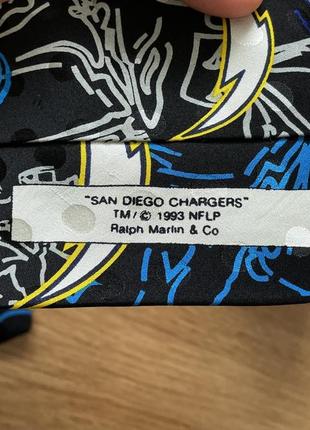 "SAN DIEGO CHARGERS"
TM/© 1993 NFLP
Ralph Marlin & Co